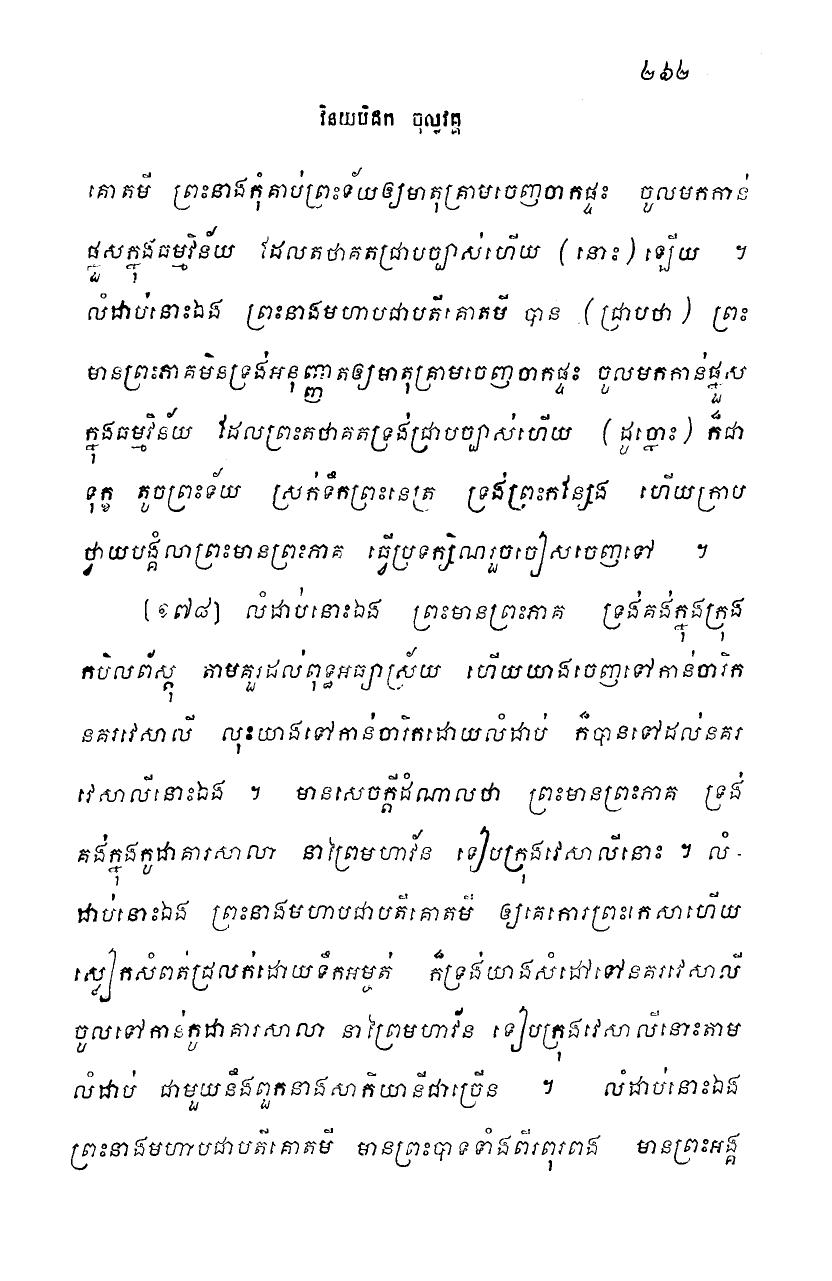 ២៦២
វិនយបិដក ចុល្លវគ្គ
គោតមី ព្រះនាងកុំគាប់ព្រះទ័យឲ្យមាតុគ្រាមចេញចាកផ្ទះ ចូលមកកាន់
ផ្នួសក្នុងធម្មវិន័យ ដែលតថាគតជ្រាបច្បាស់ហើយ (នោះ) ឡើយ ។
លំដាប់នោះឯង ព្រះនាងមហាបជាបតីគោតមី បាន (ជ្រាបថា) ព្រះ
មានព្រះភាគមិនទ្រង់អនុញ្ញាតឲ្យមាតុគ្រាមចេញចាកផ្ទះ ចូលមកកាន់ផ្នួស
ក្នុងធម្មវិន័យ ដែលព្រះតថាគតទ្រង់ជ្រាបច្បាស់ហើយ (ដូច្នោះ) ក៏ជា
ទុក្ខ តូចព្រះទ័យ ស្រក់ទឹកព្រះនេត្រ ទ្រង់ព្រះកន្សែង ហើយក្រាប
ថ្វាយបង្គំលាព្រះមានព្រះភាគ ធ្វើប្រទក្សិណរួចចៀសចេញទៅ ។
[១៧៨] លំដាប់នោះឯង ព្រះមានព្រះភាគ ទ្រង់គង់ក្នុងក្រុង
កបិលព័ស្តុ តាមគួរដល់ពុទ្ធអធ្យាស្រ័យ ហើយយាងចេញទៅកាន់ចារិក
នគរវេសាលី លុះយាងទៅកាន់ចារិកដោយលំដាប់ ក៏បានទៅដល់នគរ
វេសាលីនោះឯង ។ មានសេចក្តីដំណាលថា ព្រះមានព្រះភាគ ទ្រង់
គង់ក្នុងកូដាគារសាលា នាព្រៃមហាវ័ន ទៀបក្រុងវេសាលីនោះ ។ លំ-
ដាប់នោះឯង ព្រះនាងមហាបជាបតីគោតមី ឲ្យគេកោរព្រះកេសាហើយ
ស្លៀកសំពត់ជ្រលក់ដោយទឹកអម្ចត់ ក៏ទ្រង់យាងសំដៅទៅនគរវេសាលី
ចូលទៅកាន់កូដាគារសាលា នាព្រៃមហាវ័ន ទៀបក្រុងវេសាលីនោះតាម
លំដាប់ ជាមួយនឹងពួកនាងសាកិយានីជាច្រើន ។ លំដាប់នោះឯង
ព្រះនាងមហាបជាបតីគោតមី មានព្រះបាទទាំងពីរពុរពង មានព្រះអង្គ